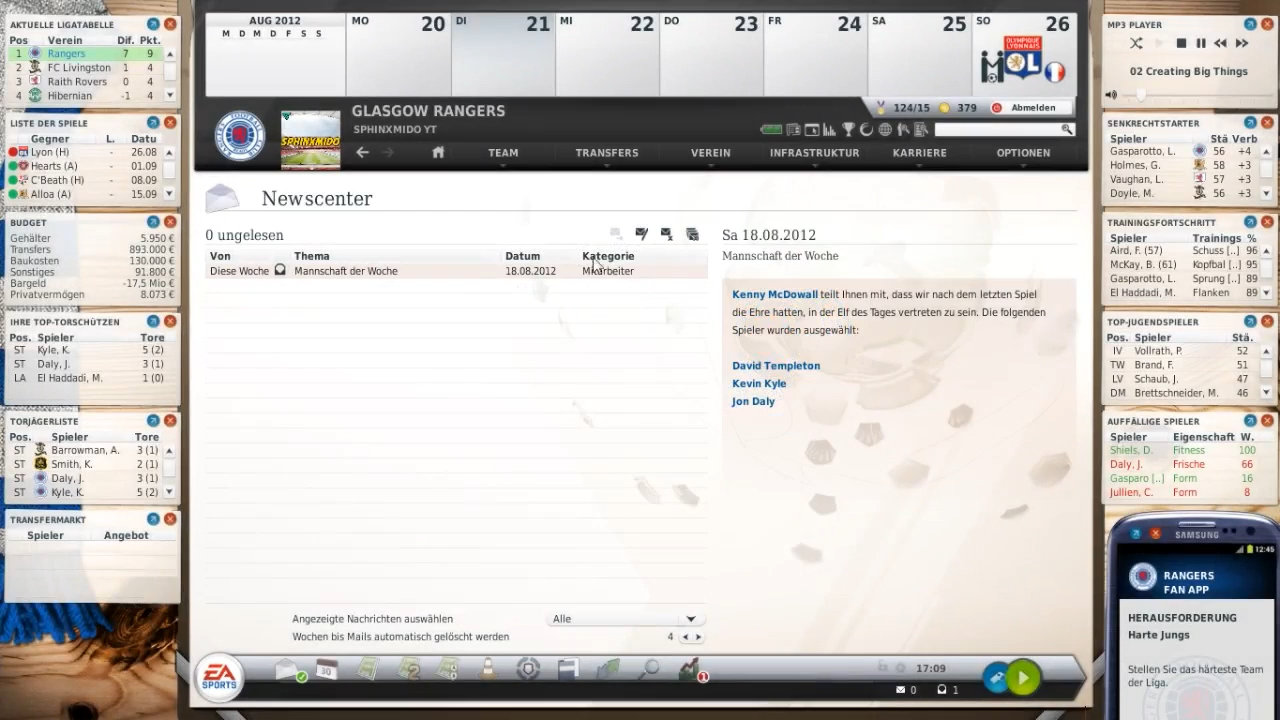 AKTUELLE LIGATABELLE
Pos Verein Dif. Pkt.
1 Rangers 7 9
2 FC Livingston 1 4
3 Raith Rovers 0 4
4 Hibernian -1 4
LISTE DER SPIELE
Gegner L. Datu
Lyon (H) - 26.08
Hearts (A) - 01.09
C'Beath (H) - 08.09
Alloa (A) - 15.09
BUDGET
Gehälter 5.950 €
Transfers 893.000 €
Baukosten 130.000 €
Sonstiges 91.800 €
Bargeld -17,5 Mio €
Privatvermögen 8.073 €
IHRE TOP-TORSCHÜTZEN
Pos. Spieler Tore
ST Kyle, K. 5 (2)
ST Daly, J. 3 (1)
LA El Haddadi, M. 1 (0)
TORJÄGERLISTE
Pos. Spieler Tore
ST Barrowman, A. 3 (1)
ST Smith, K. 2 (1)
ST Daly, J. 3 (1)
ST Kyle, K. 5 (2)
TRANSFERMARKT
Spieler Angebot
AUG 2012
M D M D F S S
MO 20 DI 21 MI 22 DO 23 FR 24 SA 25 SO 26
OLYMPIQUE LYONNAIS
OL
GLASGOW RANGERS
SPHINXMIDO YT
SPHINXMIDO
124/15 379 Abmelden
TEAM TRANSFERS VEREIN INFRASTRUKTUR KARRIERE OPTIONEN
Newscenter
0 ungelesen
Von Thema Datum Kategorie
Diese Woche Mannschaft der Woche 18.08.2012 Mitarbeiter
Sa 18.08.2012
Mannschaft der Woche
Kenny McDowall teilt Ihnen mit, dass wir nach dem letzten Spiel
die Ehre hatten, in der Elf des Tages vertreten zu sein. Die folgenden
Spieler wurden ausgewählt:
David Templeton
Kevin Kyle
Jon Daly
Angezeigte Nachrichten auswählen Alle
Wochen bis Mails automatisch gelöscht werden 4
EA SPORTS
30
2
1
17:09
0 1
MP3 PLAYER
02 Creating Big Things
SENKRECHTSTARTER
Spieler Stä Verb
Gasparotto, L. 56 +4
Holmes, G. 58 +3
Vaughan, L. 57 +3
Doyle, M. 56 +3
TRAININGSFORTSCHRITT
Spieler Trainings %
Aird, F. (57) Schuss [..] 96
McKay, B. (61) Kopfbal [..] 95
Gasparotto, L. Sprung [..] 89
El Haddadi, M. Flanken 89
TOP-JUGENDSPIELER
Pos. Spieler Stä.
IV Vollrath, P. 52
TW Brand, F. 51
LV Schaub, J. 47
DM Brettschneider, M. 46
AUFFÄLLIGE SPIELER
Spieler Eigenschaft W.
Shiels, D. Fitness 100
Daly, J. Frische 66
Gasparo [..] Form 16
Jullien, C. Form 8
SAMSUNG
12:45
RANGERS
FAN APP
HERAUSFORDERUNG
Harte Jungs
Stellen Sie das härteste Team
der Liga.